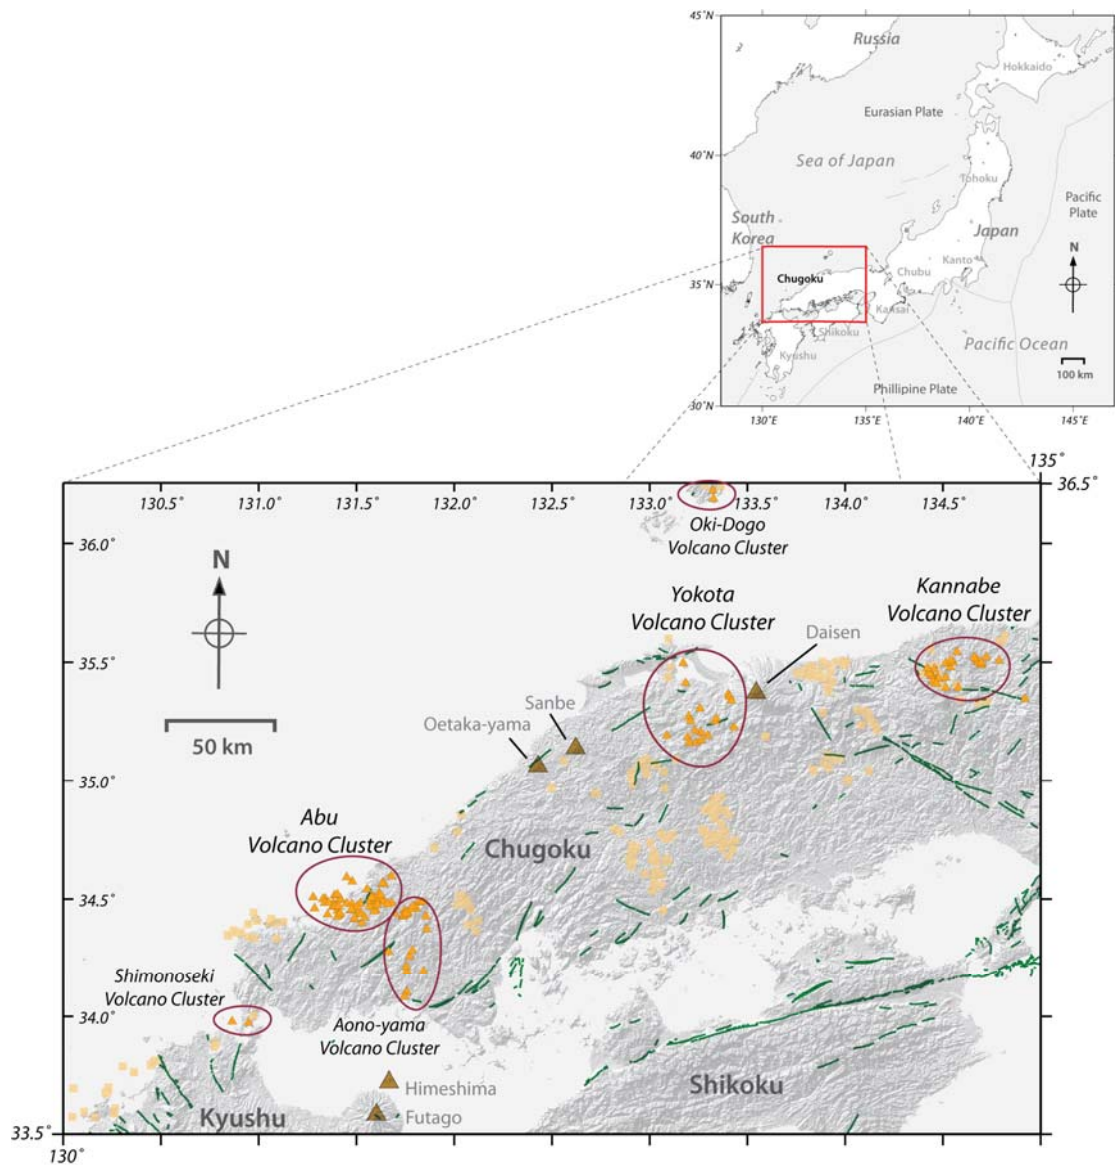 45°N
Russia
Hokkaido
Eurasian Plate
40°N
Sea of Japan
Tohoku
Pacific
Plate
South
Korea
Japan
N
Kanto
Chubu
Chugoku
35°N
Kansai
Shikoku
Pacific Ocean
Kyushu
100 km
Phillipine Plate
30°N
130°E
135°E
140°E
145°E
135°
130.5°
131.0°
131.5°
132.0°
132.5°
133.0°
133.5°
134.0°
134.5°
36.5°
Oki-Dogo
Volcano Cluster
36.0°
N
Yokota
Volcano Cluster
Kannabe
Volcano Cluster
Daisen
35.5°
Sanbe
Oetaka-yama
50 km
35.0°
Abu
Volcano Cluster
Chugoku
34.5°
Shimonoseki
Volcano Cluster
34.0°
Aono-yama
Volcano Cluster
Himeshima
Shikoku
Kyushu
Futago
33.5°
130°